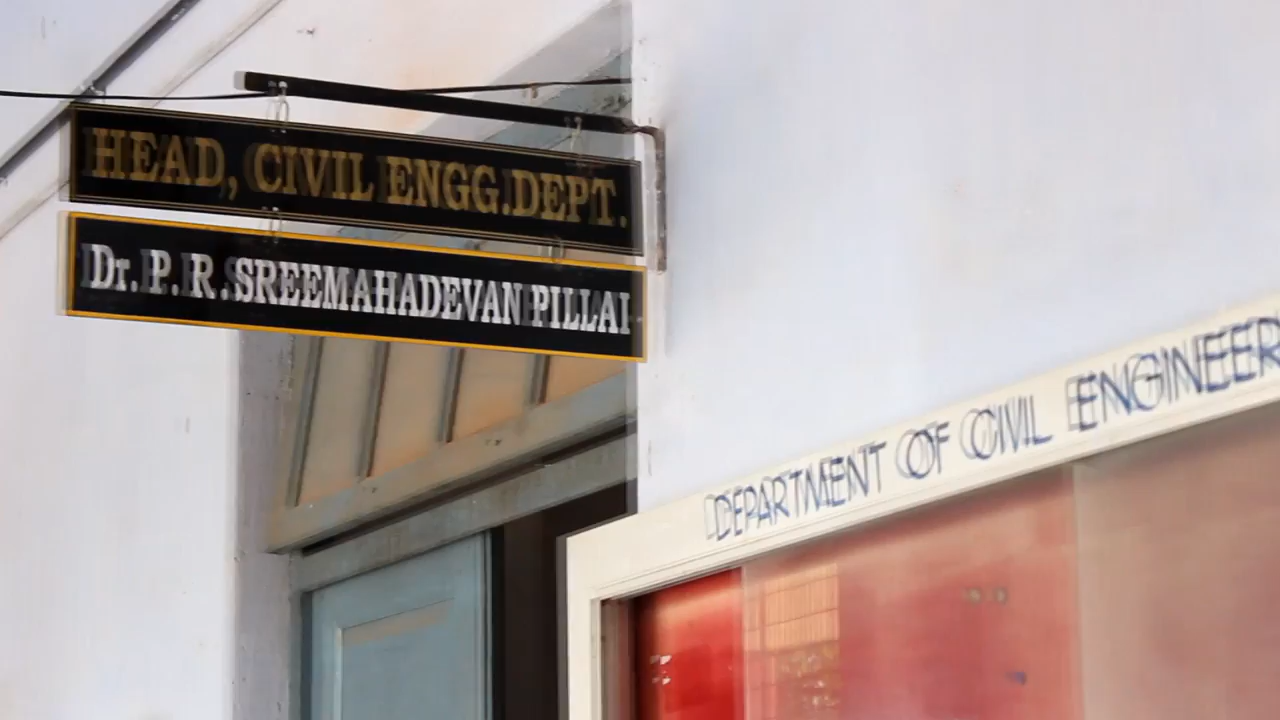 HEAD, CIVIL ENGG.DEPT.
Dr. P. R. SREEMAHADEVAN PILLAI
DEPARTMENT OF CIVIL ENGINEER